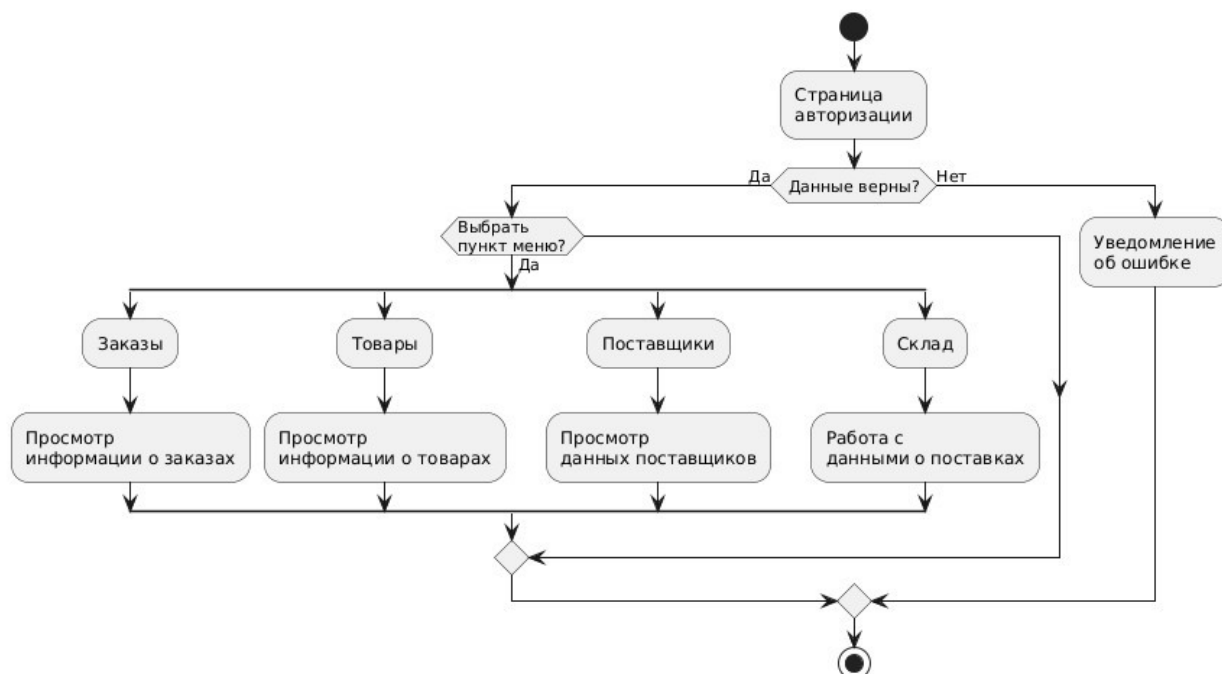 Страница
авторизации
Да
Данные верны?
Нет
Выбрать
пункт меню?
Да
Уведомление
об ошибке
Заказы
Товары
Поставщики
Склад
Просмотр
информации о заказах
Просмотр
информации о товарах
Просмотр
данных поставщиков
Работа с
данными о поставках